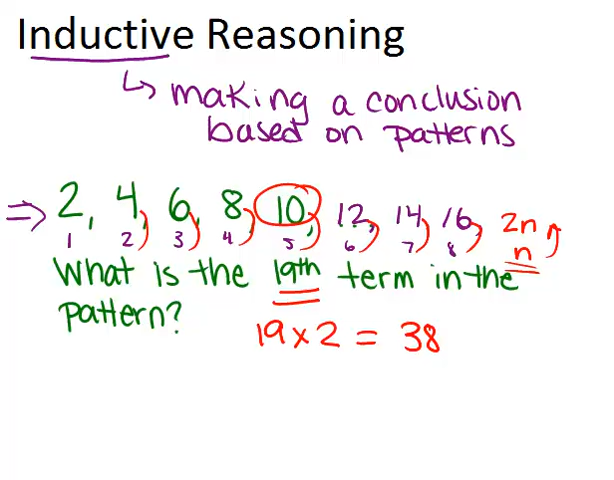 Inductive Reasoning
↳ making a conclusion
based on patterns
⇒ 2, 4, 6, 8, 10, 12, 14, 16, 2n
1 2 3 4 5 6 7 8 n
What is the 19th term in the
pattern?
19 x 2 = 38